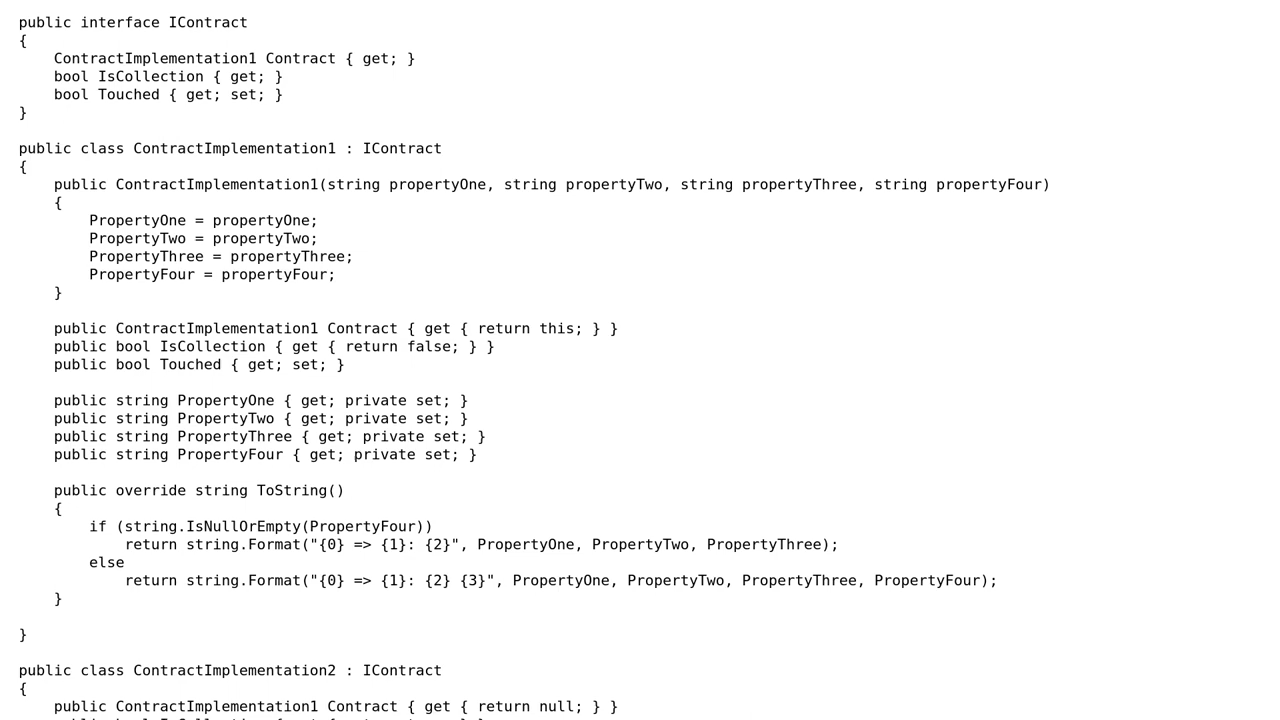 public interface IContract
{
    ContractImplementation1 Contract { get; }
    bool IsCollection { get; }
    bool Touched { get; set; }
}

public class ContractImplementation1 : IContract
{
    public ContractImplementation1(string propertyOne, string propertyTwo, string propertyThree, string propertyFour)
    {
        PropertyOne = propertyOne;
        PropertyTwo = propertyTwo;
        PropertyThree = propertyThree;
        PropertyFour = propertyFour;
    }

    public ContractImplementation1 Contract { get { return this; } }
    public bool IsCollection { get { return false; } }
    public bool Touched { get; set; }

    public string PropertyOne { get; private set; }
    public string PropertyTwo { get; private set; }
    public string PropertyThree { get; private set; }
    public string PropertyFour { get; private set; }

    public override string ToString()
    {
        if (string.IsNullOrEmpty(PropertyFour))
            return string.Format("{0} => {1}: {2}", PropertyOne, PropertyTwo, PropertyThree);
        else
            return string.Format("{0} => {1}: {2} {3}", PropertyOne, PropertyTwo, PropertyThree, PropertyFour);
    }

}

public class ContractImplementation2 : IContract
{
    public ContractImplementation1 Contract { get { return null; } }